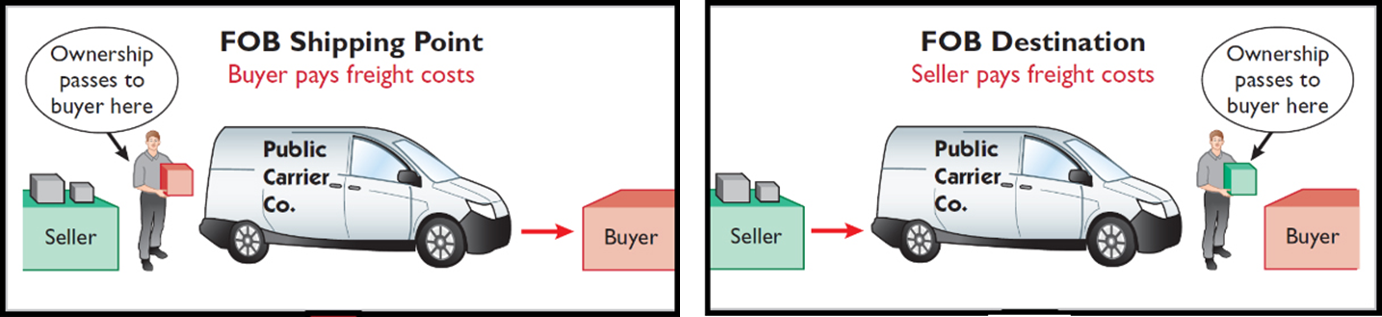 FOB Shipping Point
Buyer pays freight costs
Ownership
passes to
buyer here
Public
Carrier
Co.
Seller
Buyer
FOB Destination
Seller pays freight costs
Ownership
passes to
buyer here
Public
Carrier
Co.
Seller
Buyer